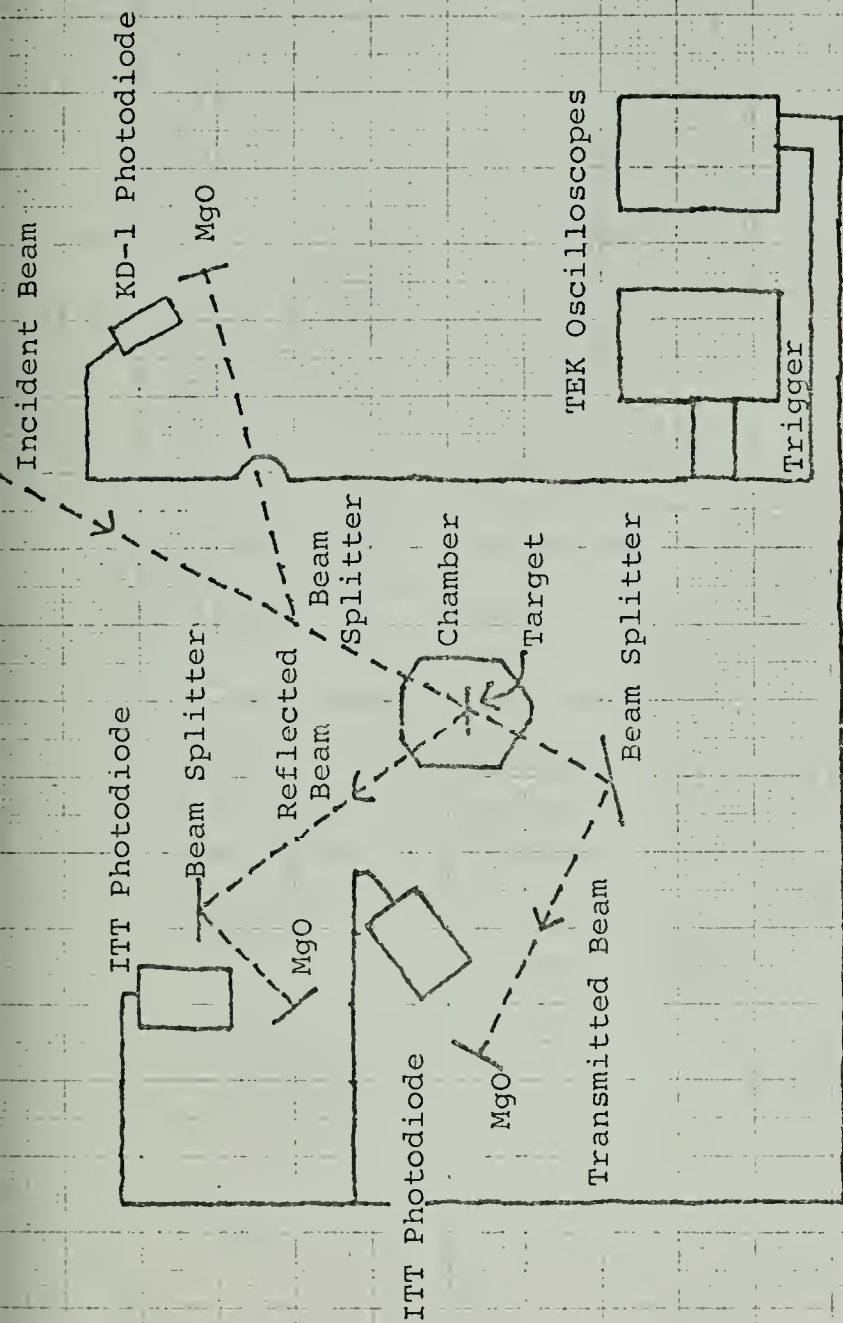 Incident Beam
KD-1 Photodiode
MgO
ITT Photodiode
Beam Splitter
Reflected
Beam
Beam
Splitter
MgO
Chamber
Target
TEK Oscilloscopes
Trigger
ITT Photodiode
MgO
Transmitted Beam
Beam Splitter